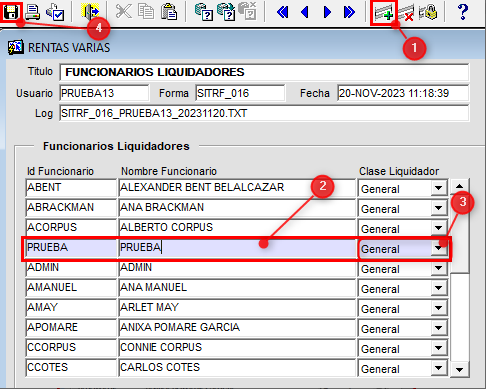 4
1
RENTAS VARIAS
Titulo FUNCIONARIOS LIQUIDADORES
Usuario PRUEBA13 Forma SITRF_016 Fecha 20-NOV-2023 11:18:39
Log SITRF_016_PRUEBA13_20231120.TXT
Funcionarios Liquidadores
Id Funcionario Nombre Funcionario Clase Liquidador
ABENT ALEXANDER BENT BELALCAZAR General
2
ABRACKMAN ANA BRACKMAN General
3
ACORPUS ALBERTO CORPUS General
PRUEBA PRUEBA General
ADMIN ADMIN General
AMANUEL ANA MANUEL General
AMAY ARLET MAY General
APOMARE ANIXA POMARE GARCIA General
CCORPUS CONNIE CORPUS General
CCOTES CARLOS COTES General